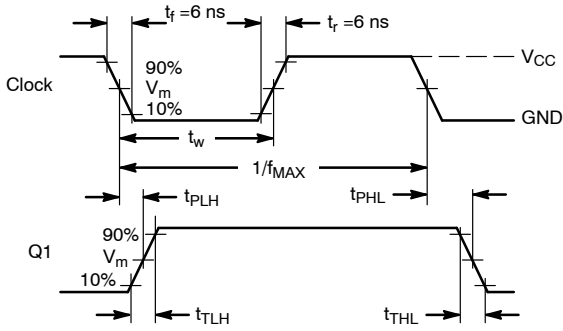 t_f =6 ns
t_r =6 ns
V_CC
Clock
90%
V_m
10%
GND
t_w
1/f_MAX
t_PLH
t_PHL
Q1
90%
V_m
10%
t_TLH
t_THL